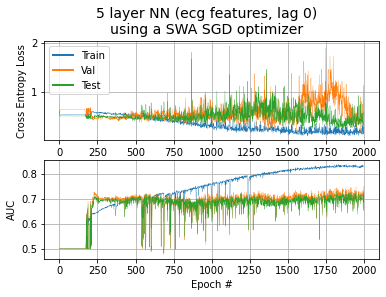 5 layer NN (ecg features, lag 0)
using a SWA SGD optimizer
Cross Entropy Loss
2
1
Train
Val
Test
0 250 500 750 1000 1250 1500 1750 2000
AUC
0.8
0.7
0.6
0.5
0 250 500 750 1000 1250 1500 1750 2000
Epoch #